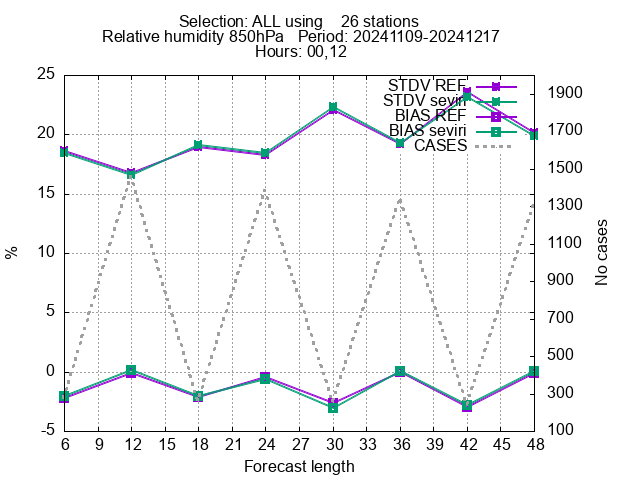 Selection: ALL using    26 stations
Relative humidity 850hPa   Period: 20241109-20241217
Hours: 00,12
STDV REF
STDV seviri
BIAS REF
BIAS seviri
CASES
25
20
15
10
5
0
-5
%
1900
1700
1500
1300
1100
900
700
500
300
100
No cases
6 9 12 15 18 21 24 27 30 33 36 39 42 45 48
Forecast length